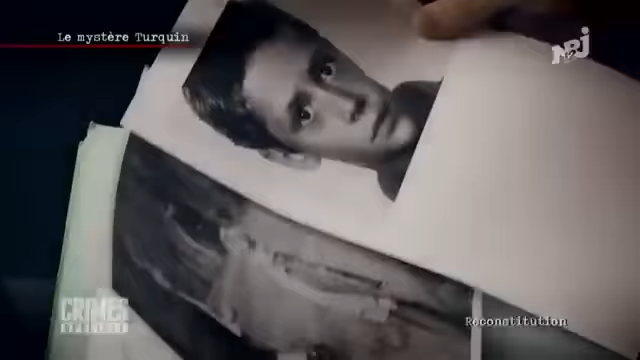 Le mystère Turquin
NRJ
12
CRIMES
Reconstitution